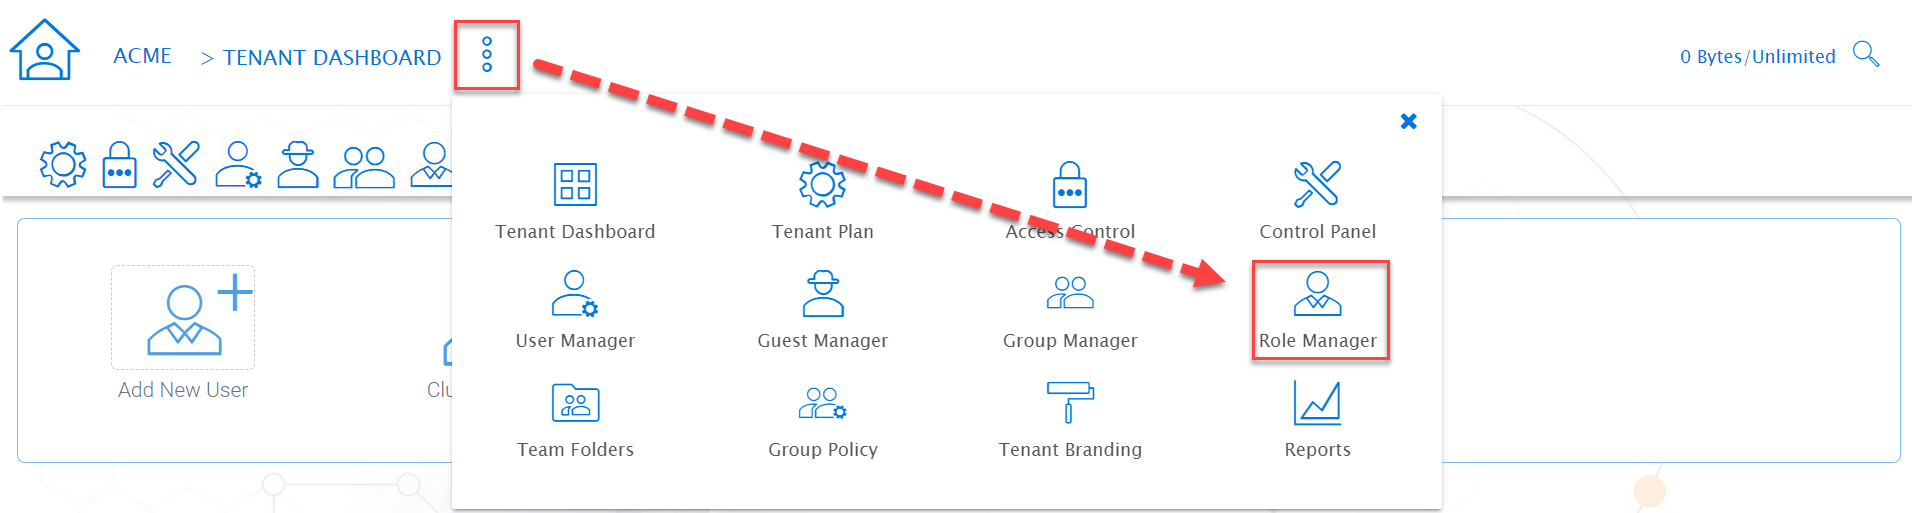 ACME > TENANT DASHBOARD
0 Bytes/Unlimited
Tenant Dashboard
Tenant Plan
Access Control
Control Panel
User Manager
Guest Manager
Group Manager
Role Manager
Add New User
Clu
Team Folders
Group Policy
Tenant Branding
Reports